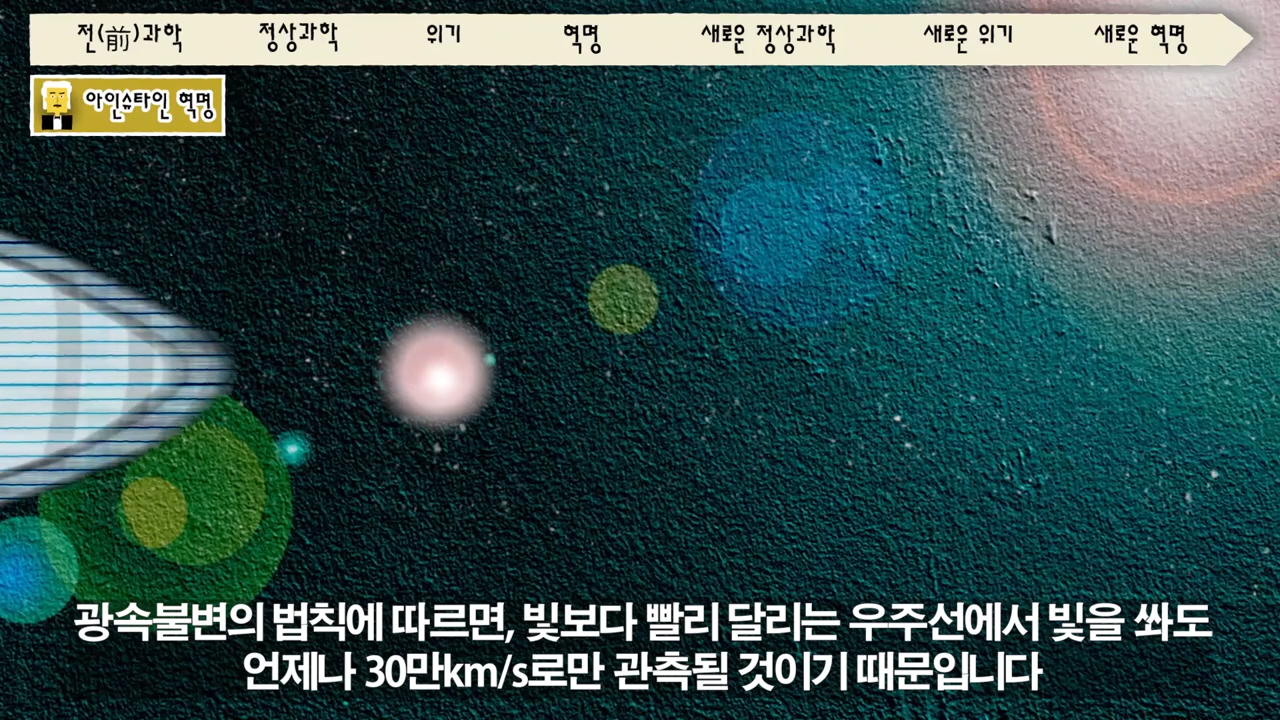 전(前)과학 정상과학 위기 혁명 새로운 정상과학 새로운 위기 새로운 혁명
아인슈타인 혁명
광속불변의 법칙에 따르면, 빛보다 빨리 달리는 우주선에서 빛을 쏴도
언제나 30만km/s로만 관측될 것이기 때문입니다